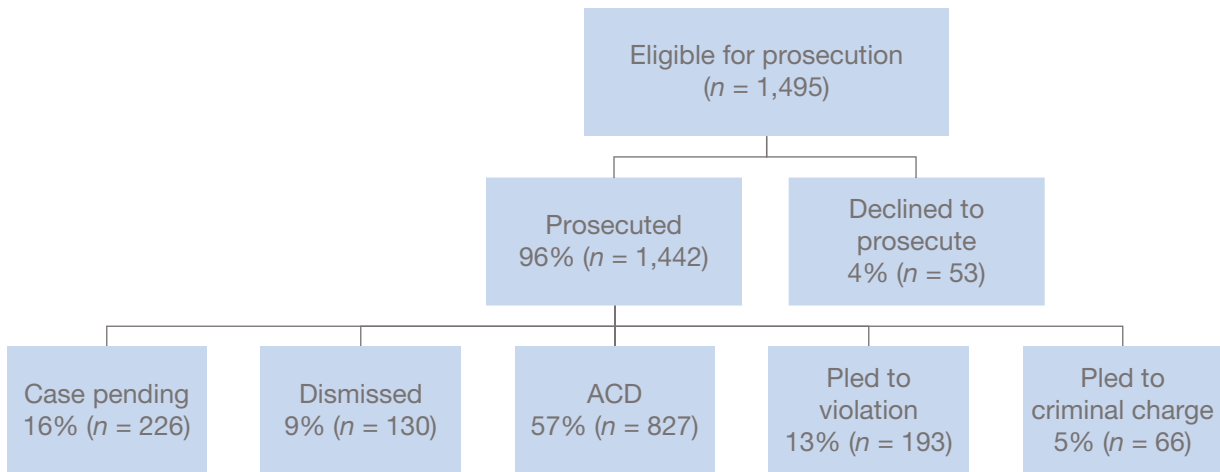 Eligible for prosecution
(n = 1,495)
Prosecuted
96% (n = 1,442)
Declined to
prosecute
4% (n = 53)
Case pending
16% (n = 226)
Dismissed
9% (n = 130)
ACD
57% (n = 827)
Pled to
violation
13% (n = 193)
Pled to
criminal charge
5% (n = 66)